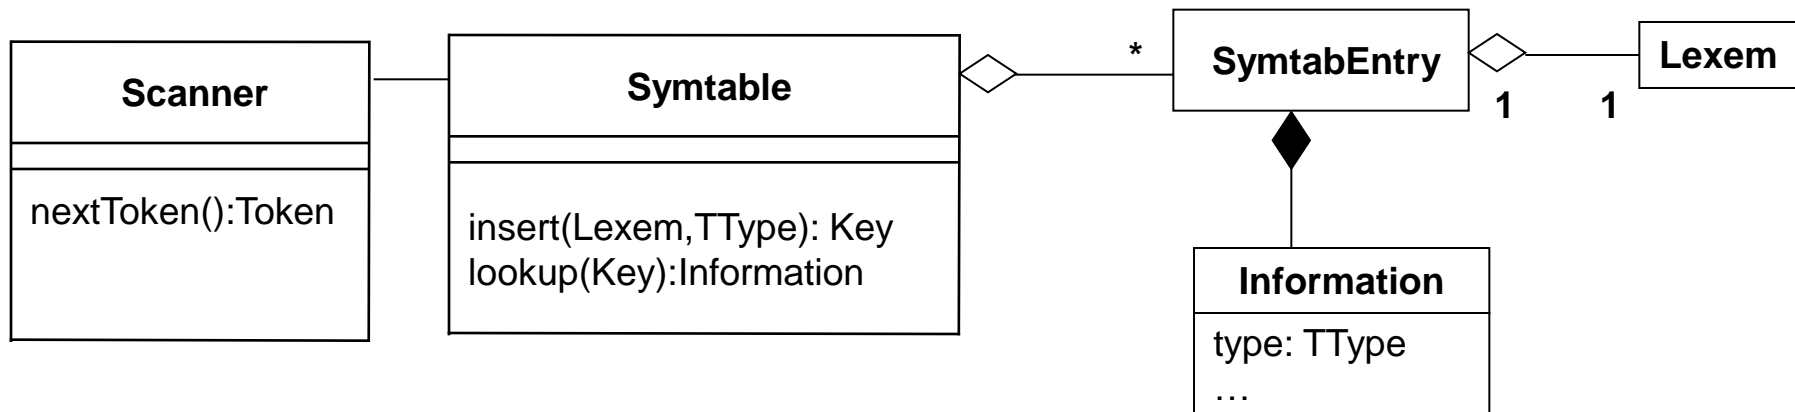 Scanner
nextToken():Token
Symtable
insert(Lexem,TType): Key
lookup(Key):Information
*
SymtabEntry
1
1
Lexem
Information
type: TType
…